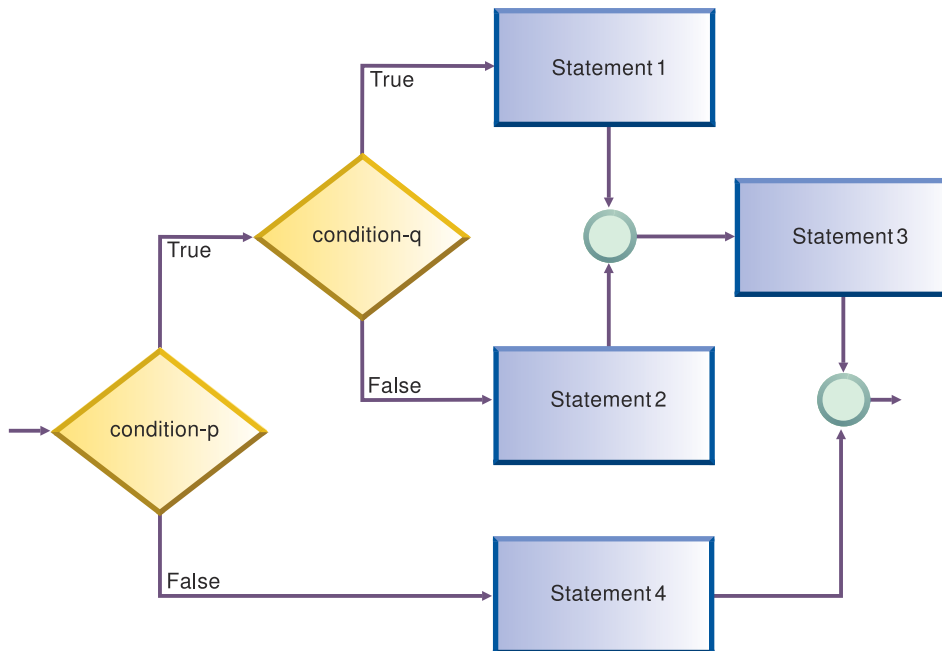 Statement 1
True
condition-q
Statement 3
True
False
Statement 2
condition-p
False
Statement 4